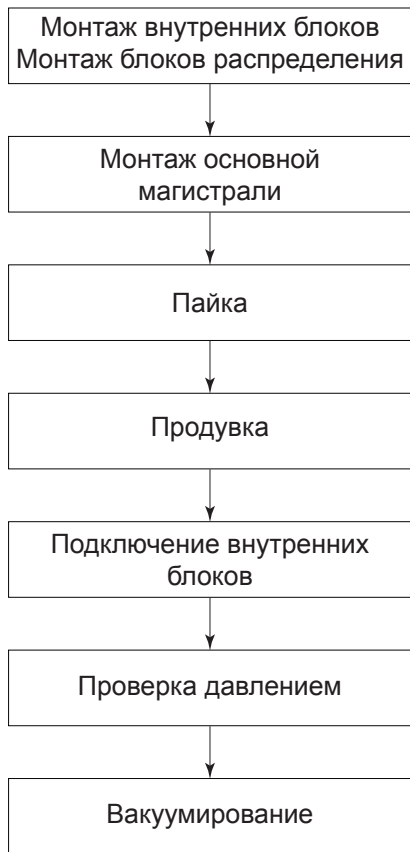 Монтаж внутренних блоков
Монтаж блоков распределения
Монтаж основной
магистрали
Пайка
Продувка
Подключение внутренних
блоков
Проверка давлением
Вакуумирование